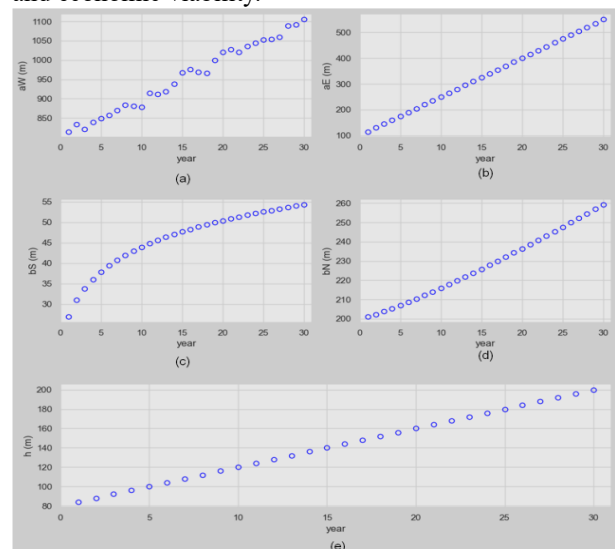 and economic viability.
1100
1050
1000
950
900
850
aW (m)
0 5 10 15 20 25 30
year
(a)
500
400
300
200
100
aE (m)
0 5 10 15 20 25 30
year
(b)
55
50
45
40
35
30
bS (m)
0 5 10 15 20 25 30
year
(c)
260
250
240
230
220
210
200
bN (m)
0 5 10 15 20 25 30
year
(d)
200
180
160
140
120
100
80
h (m)
0 5 10 15 20 25 30
year
(e)